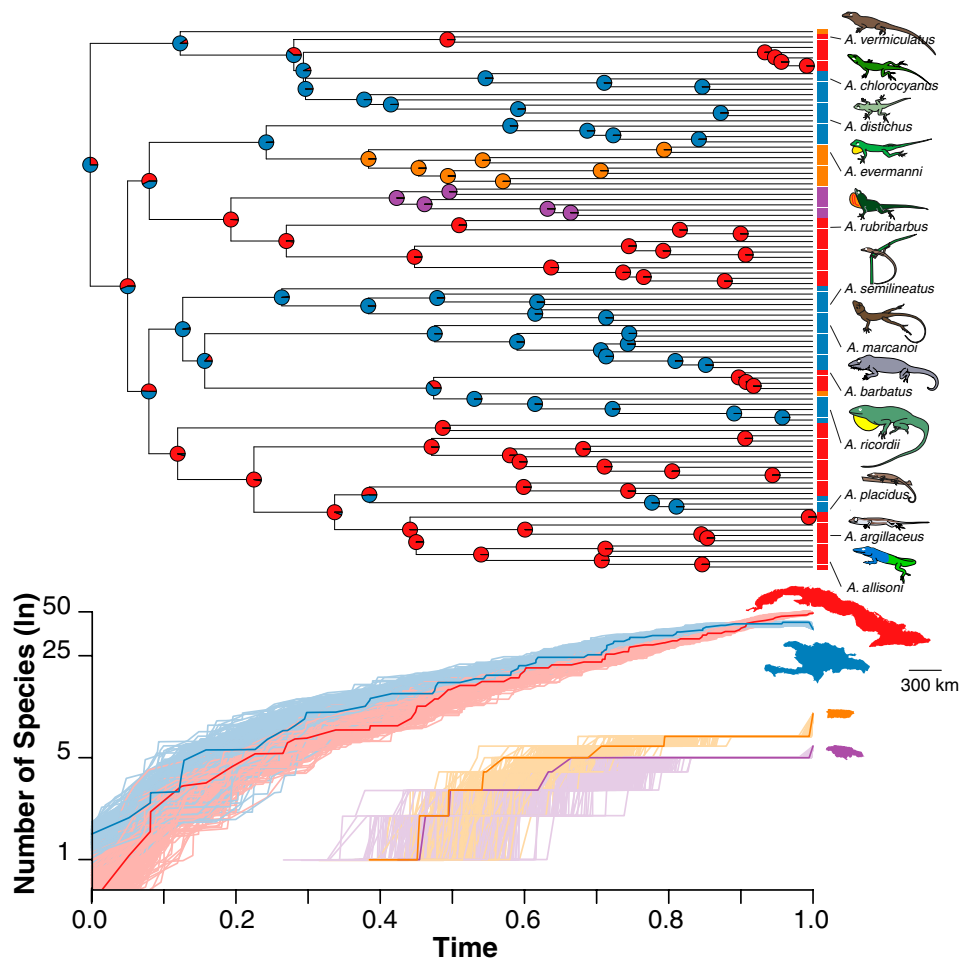 A. vermiculatus
A. chlorocyanus
A. distichus
A. evermanni
A. rubribarbus
A. semilineatus
A. marcanoi
A. barbatus
A. ricordii
A. placidus
A. argillaceus
A. allisoni
Number of Species (ln)
50
25
5
1
300 km
0.0 0.2 0.4 0.6 0.8 1.0
Time